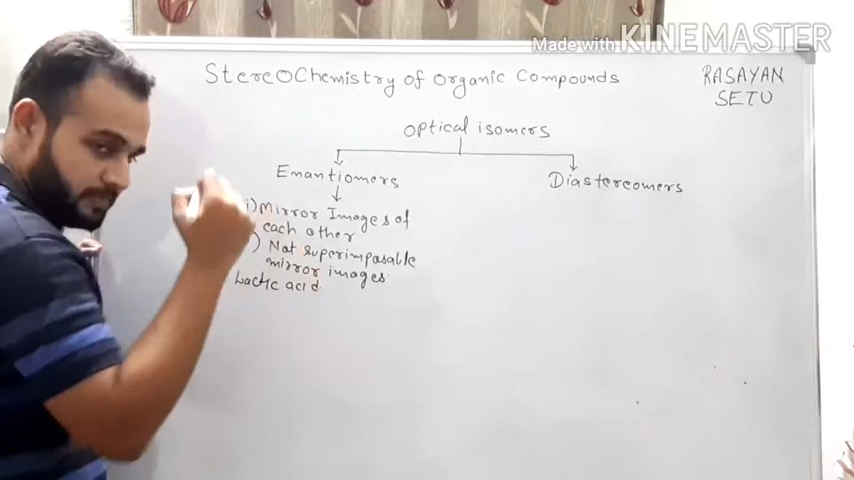 Made with KINEMASTER
StereoChemistry of Organic Compounds
RASAYAN
SETU
Optical isomers
Enantiomers
Diastereomers
i) Mirror Images of
each other
) Not superimposable
mirror images
Lactic acid